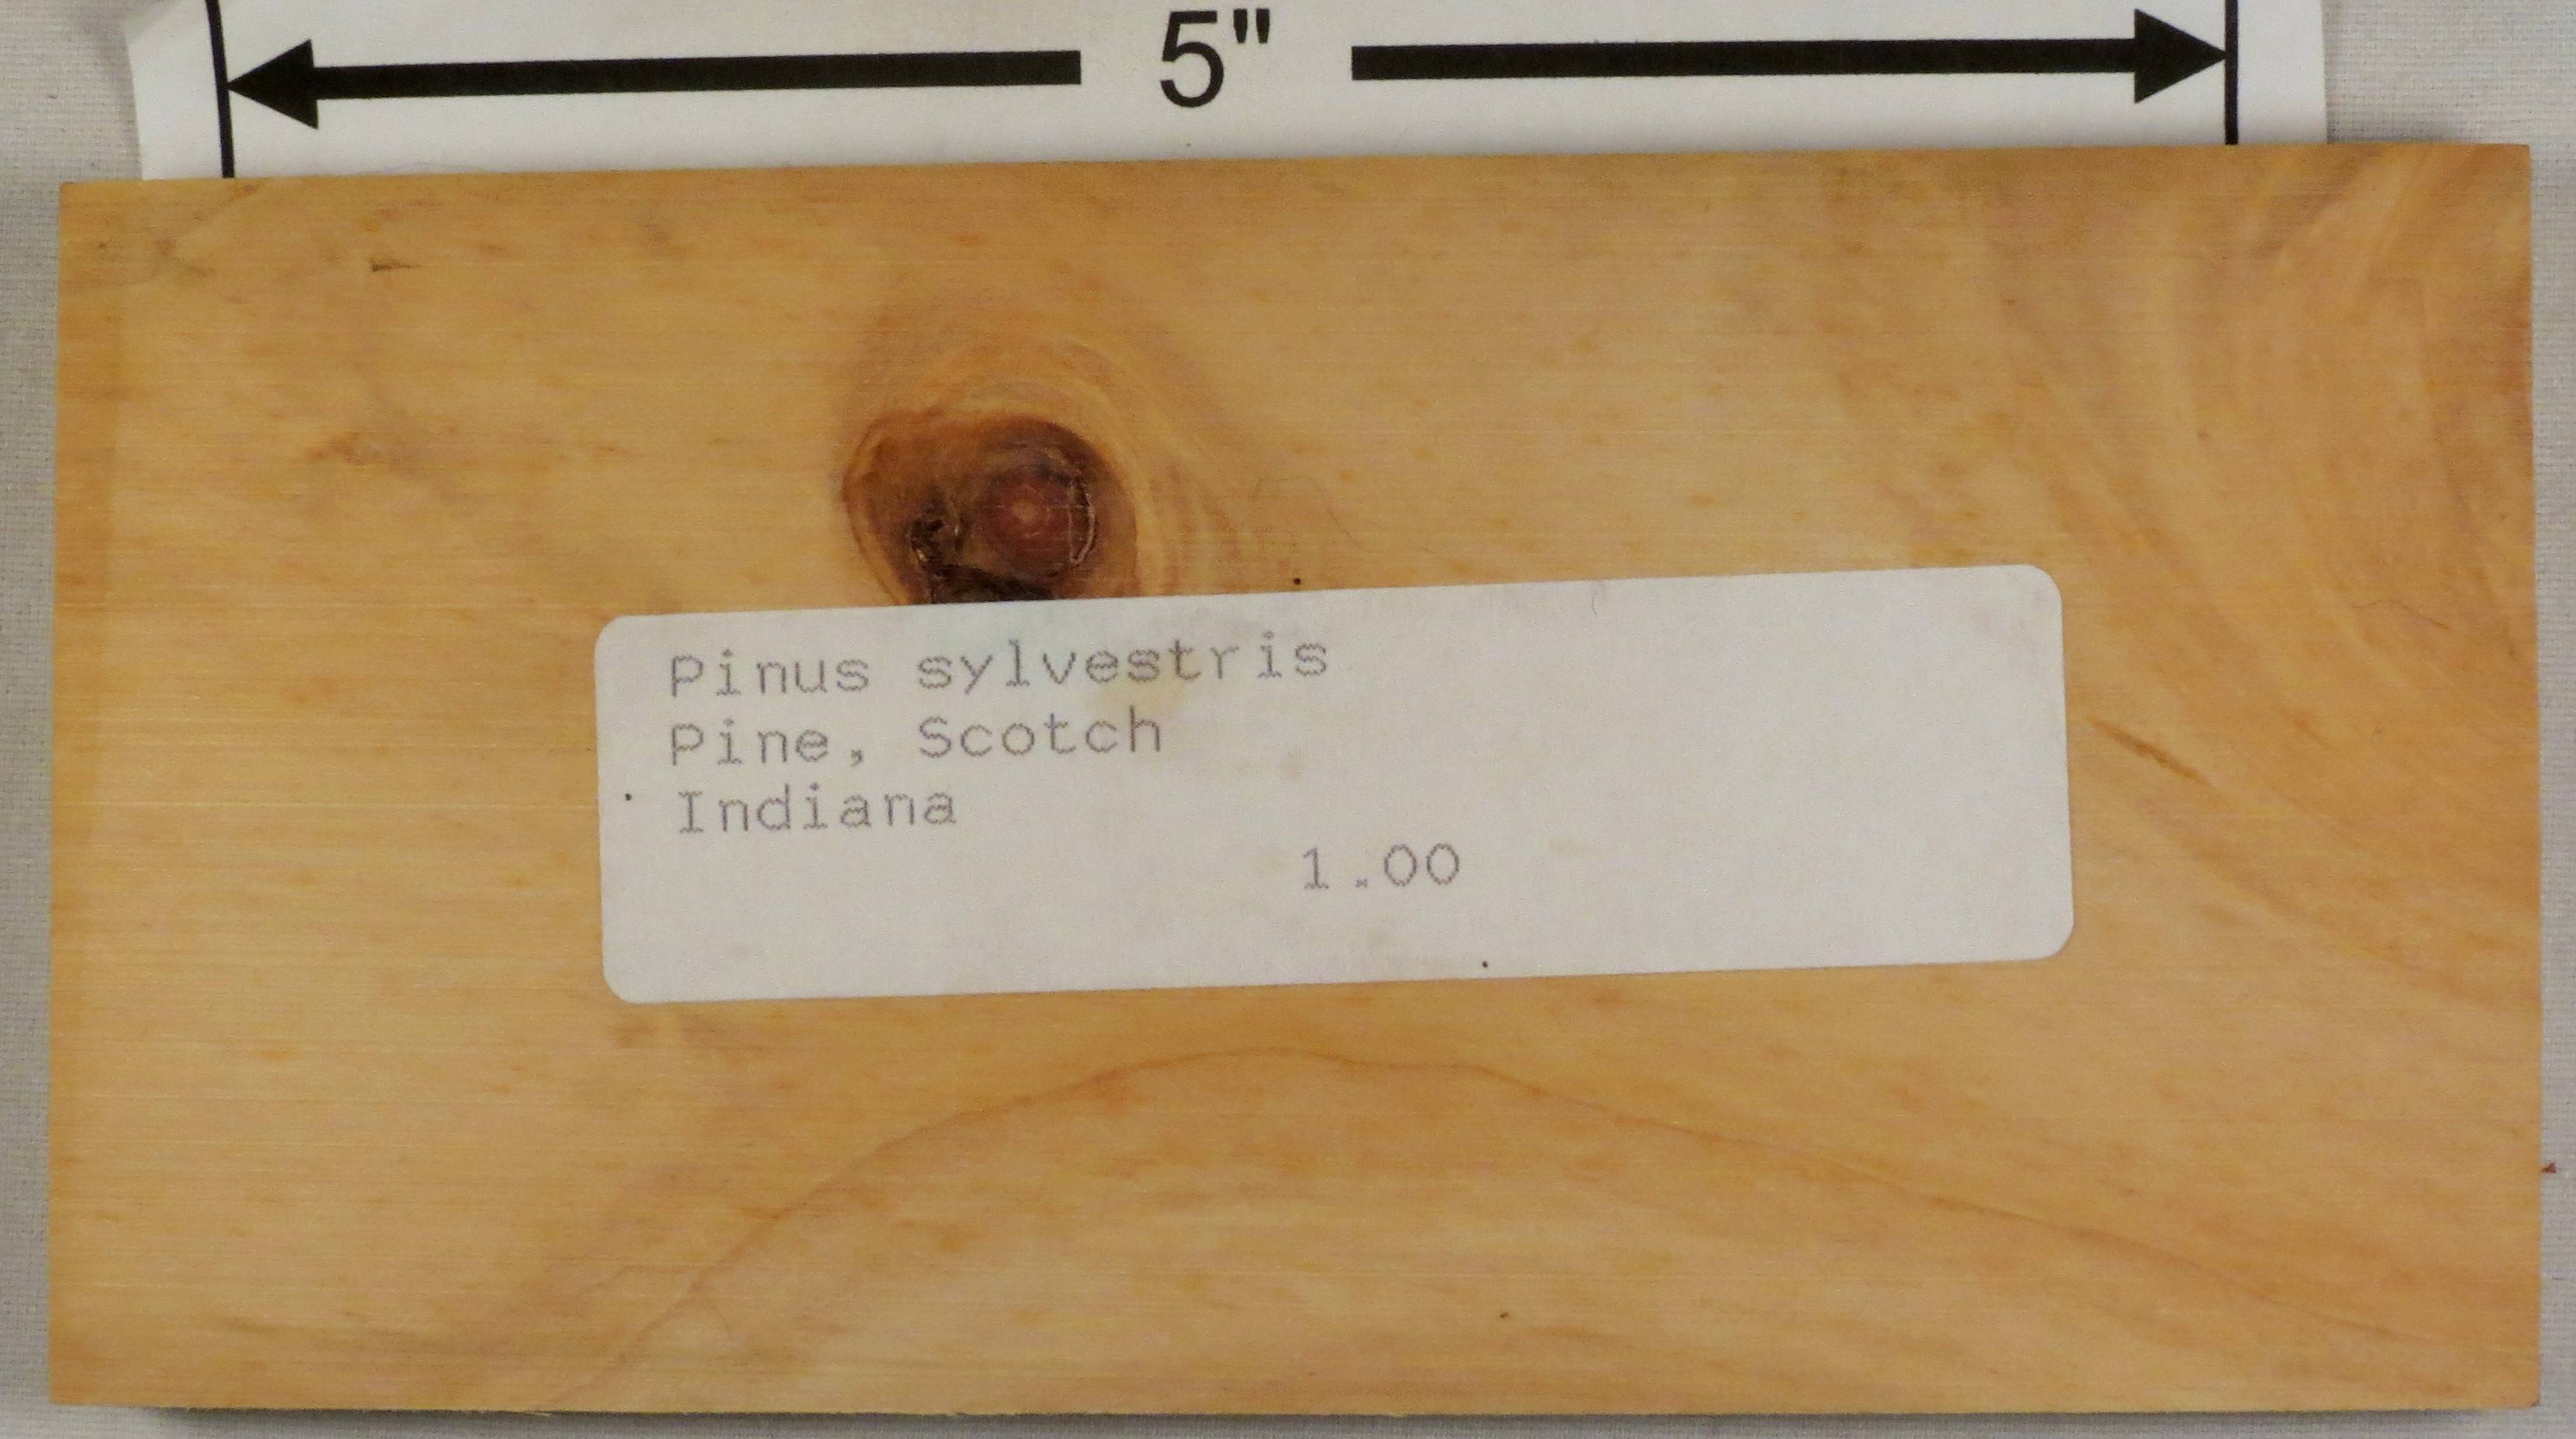 5"
Pinus sylvestris
Pine, Scotch
Indiana
1.00